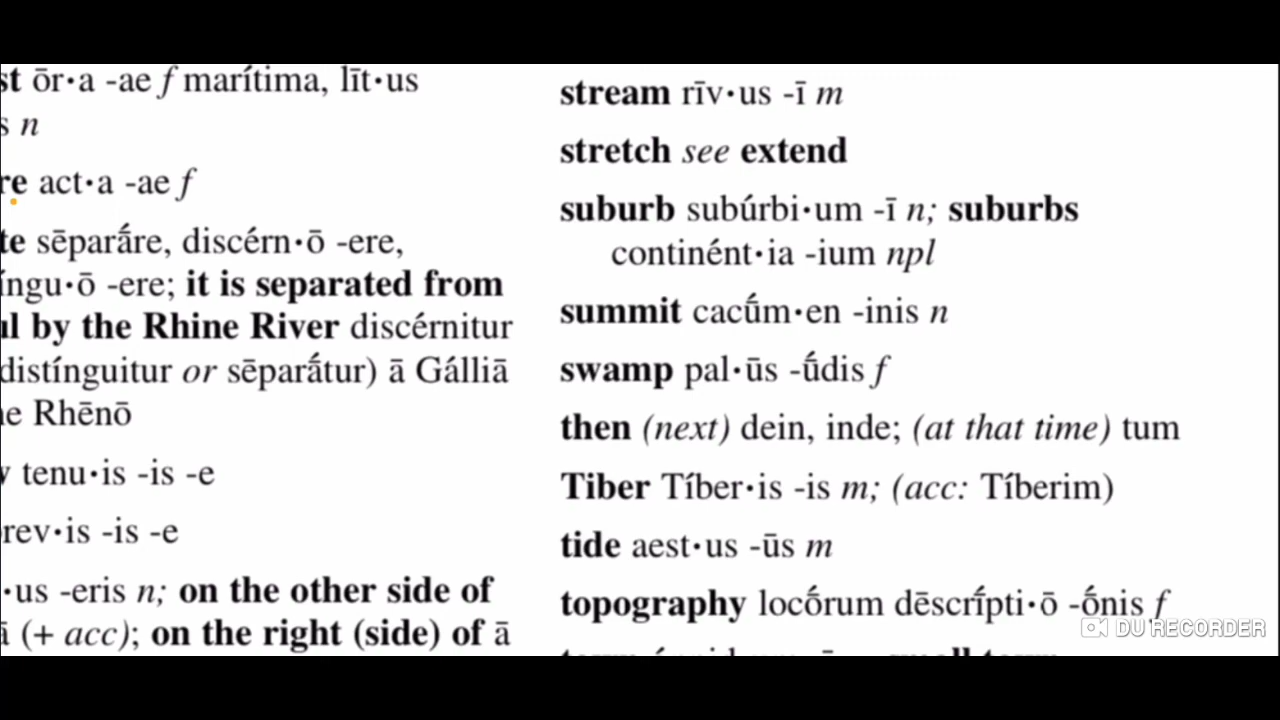 st ōr·a -ae f marítima, līt·us
s n
re act·a -ae f
te sēparā́re, discérn·ō -ere,
íngu·ō -ere; it is separated from
ul by the Rhine River discérnitur
distínguitur or sēparā́tur) ā Gálliā
ne Rhēnō
tenu·is -is -e
rev·is -is -e
·us -eris n; on the other side of
ā (+ acc); on the right (side) of ā
stream rīv·us -ī m
stretch see extend
suburb subúrbi·um -ī n; suburbs
continént·ia -ium npl
summit cacū́m·en -inis n
swamp pal·ūs -ū́dis f
then (next) dein, inde; (at that time) tum
Tiber Tíber·is -is m; (acc: Tíberim)
tide aest·us -ūs m
topography locṓrum dēscrī́pti·ō -ṓnis f
DU RECORDER